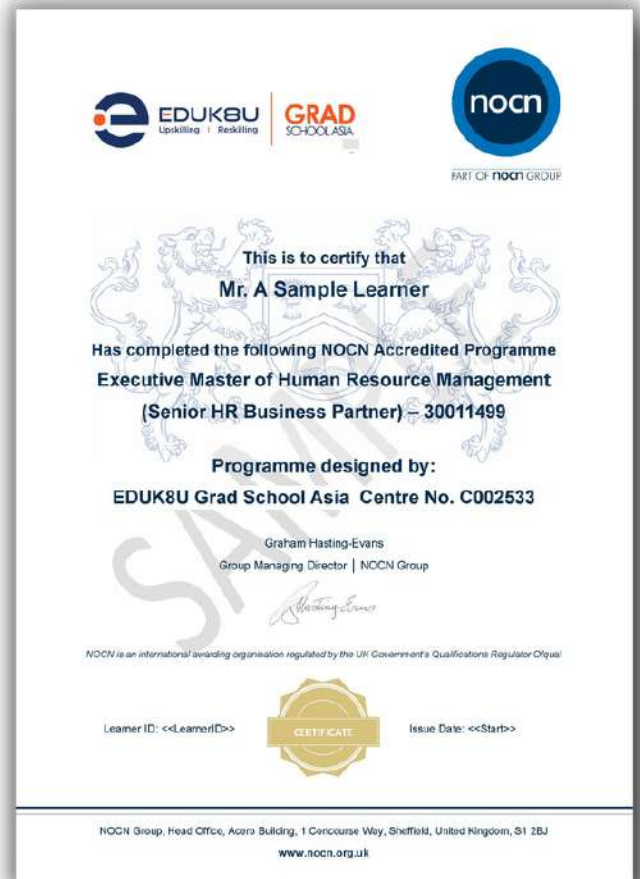 EDUK8U
Upskilling | Reskilling
GRAD
SCHOOL ASIA
nocn
PART OF nocn GROUP
This is to certify that
Mr. A Sample Learner
Has completed the following NOCN Accredited Programme
Executive Master of Human Resource Management
(Senior HR Business Partner) – 30011499
Programme designed by:
EDUK8U Grad School Asia Centre No. C002533
SAMPLE
Graham Hasting-Evans
Group Managing Director | NOCN Group
Hasting-Evans
NOCN is an international awarding organisation regulated by the UK Government's Qualifications Regulator Ofqual
Learner ID: <<LearnerID>>
CERTIFICATE
Issue Date: <<Start>>
NOCN Group, Head Office, Acero Building, 1 Concourse Way, Sheffield, United Kingdom, S1 2BJ
www.nocn.org.uk